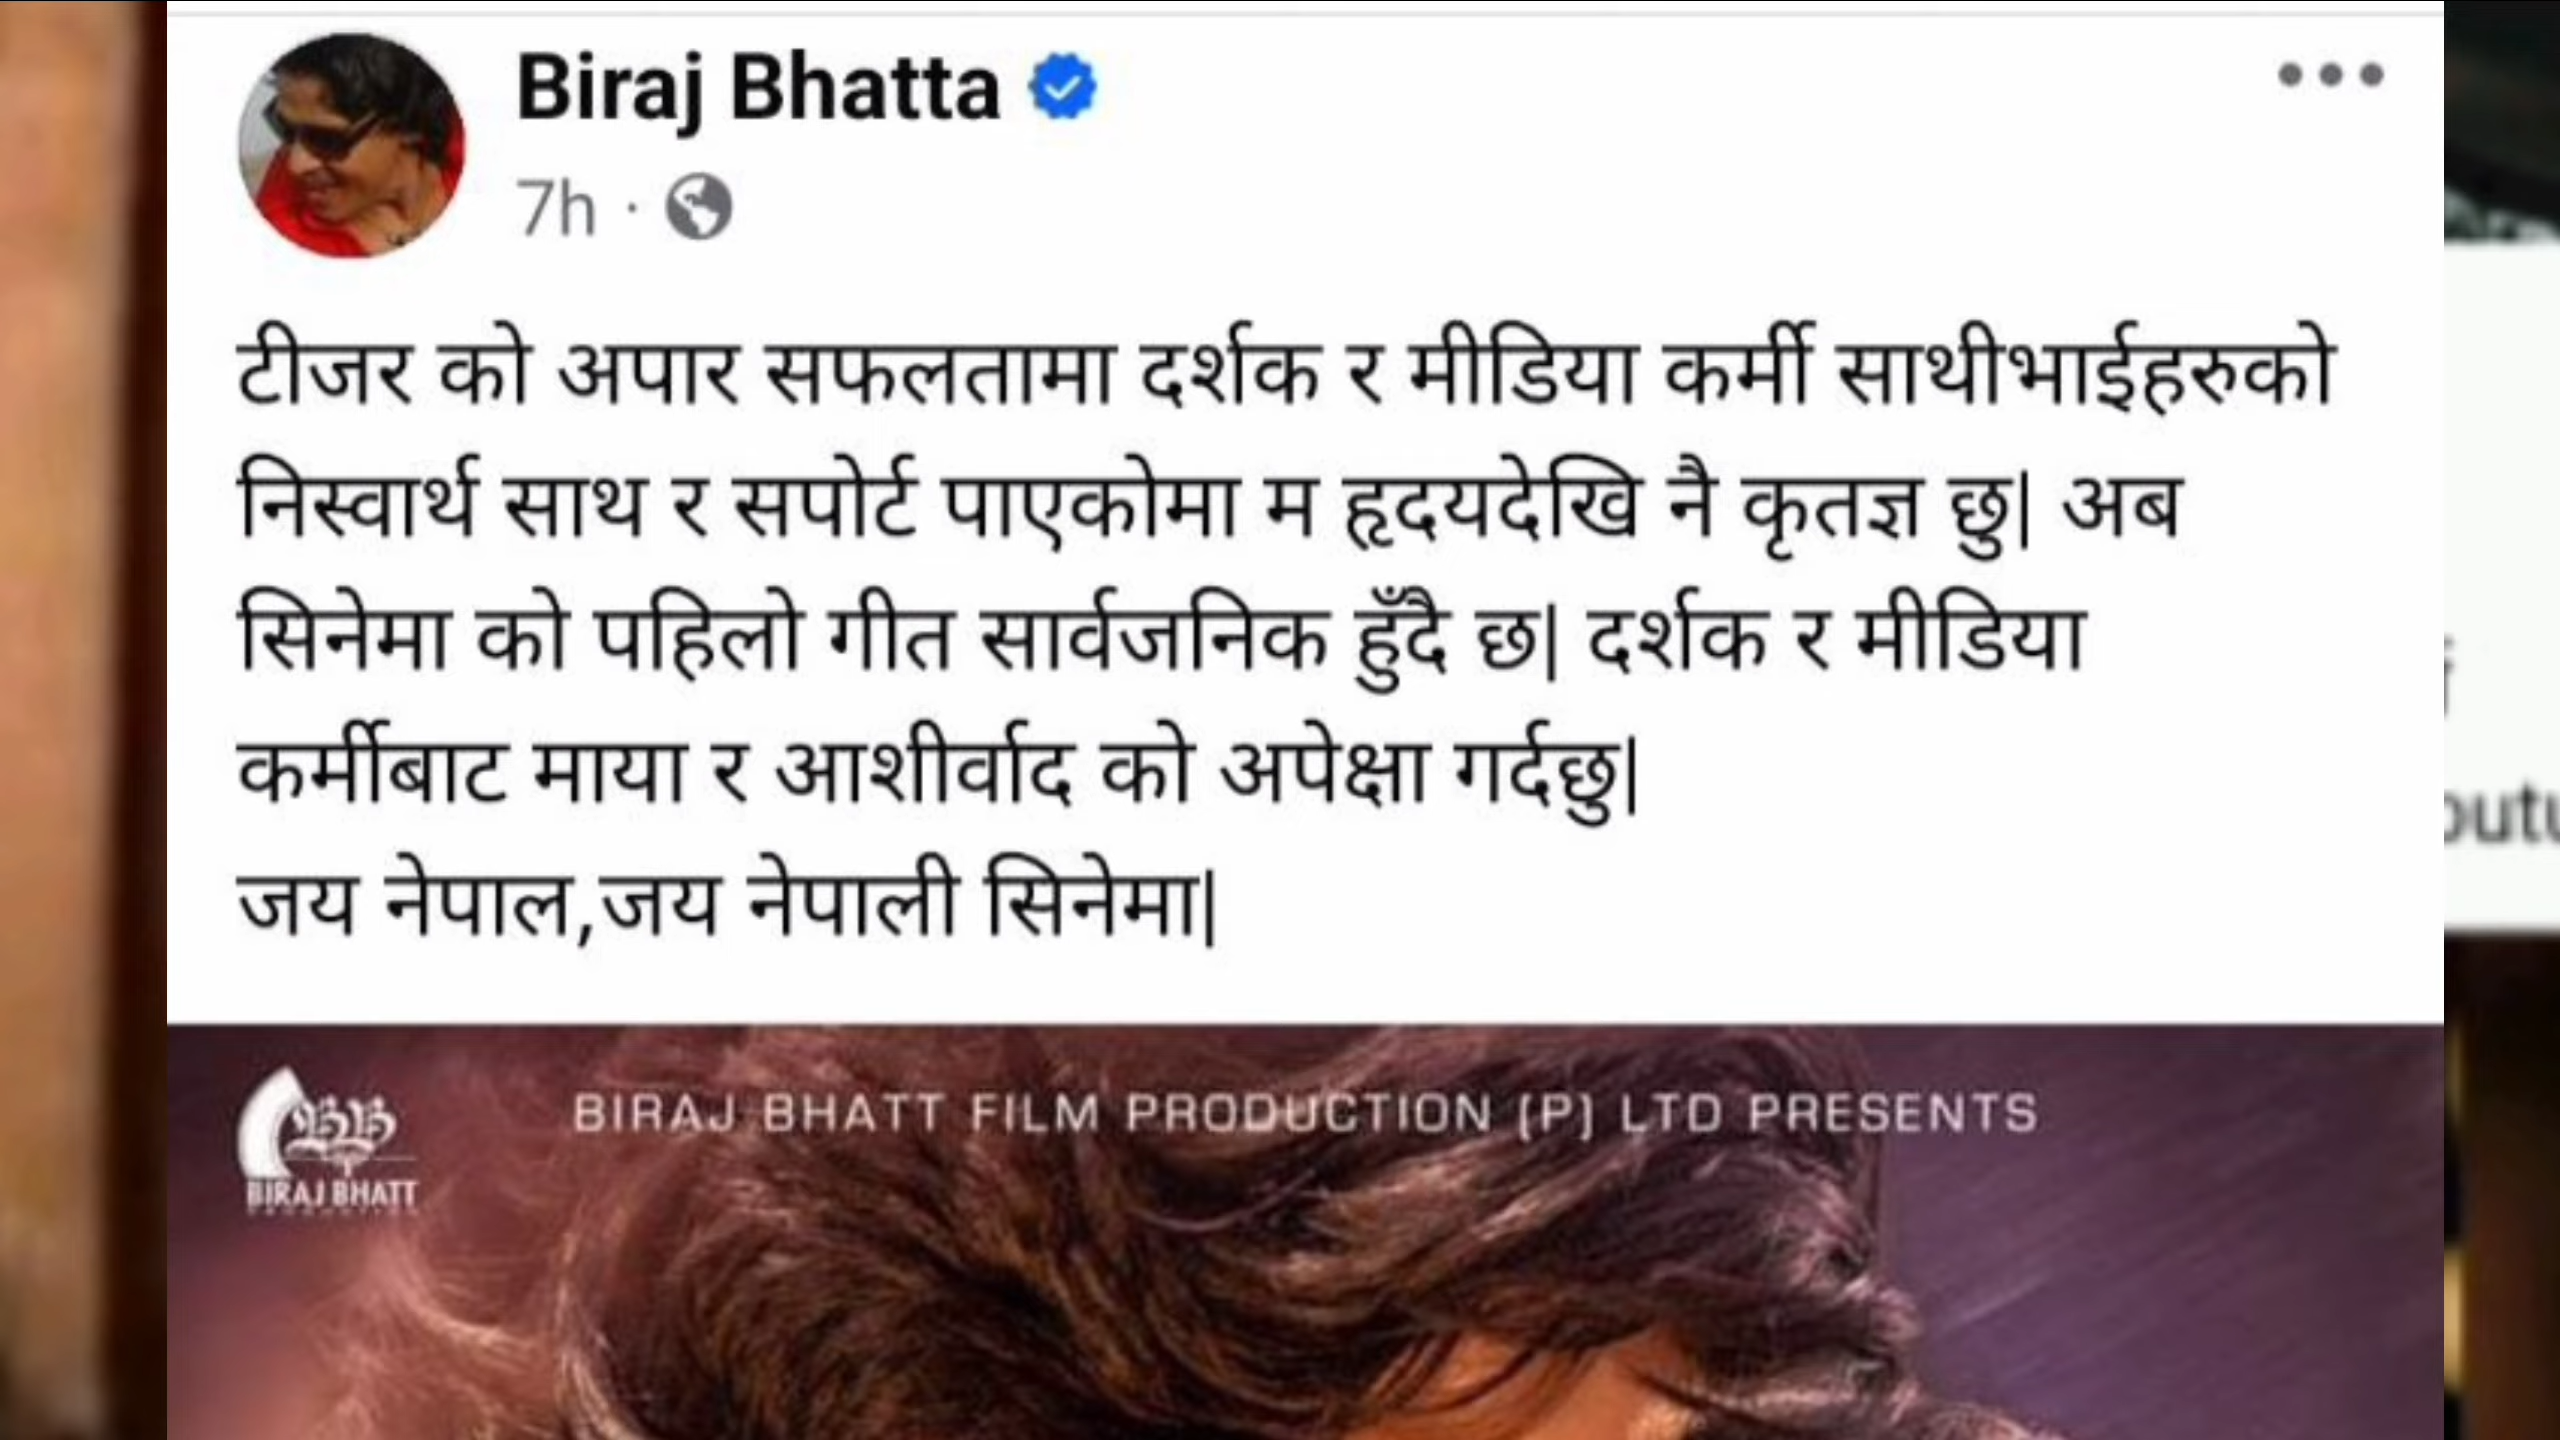 Biraj Bhatta
7h ·
टीजर को अपार सफलतामा दर्शक र मीडिया कर्मी साथीभाईहरुको
निस्वार्थ साथ र सपोर्ट पाएकोमा म हृदयदेखि नै कृतज्ञ छु| अब
सिनेमा को पहिलो गीत सार्वजनिक हुँदै छ| दर्शक र मीडिया
कर्मीबाट माया र आशीर्वाद को अपेक्षा गर्दछु|
जय नेपाल,जय नेपाली सिनेमा|
BIRAJ BHATT FILM PRODUCTION (P) LTD PRESENTS
BIRAJ BHATT